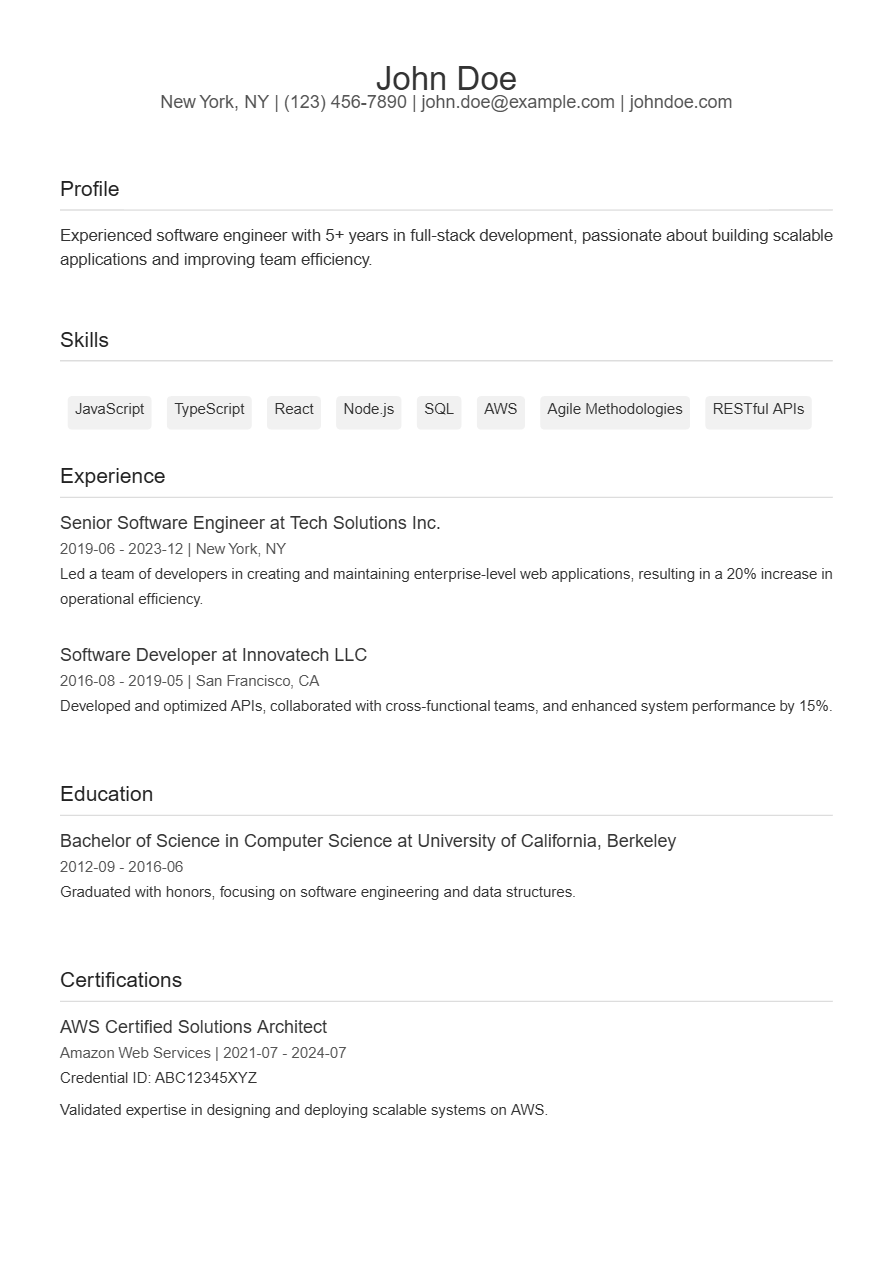 John Doe
New York, NY | (123) 456-7890 | john.doe@example.com | johndoe.com
Profile
Experienced software engineer with 5+ years in full-stack development, passionate about building scalable
applications and improving team efficiency.
Skills
JavaScript TypeScript React Node.js SQL AWS Agile Methodologies RESTful APIs
Experience
Senior Software Engineer at Tech Solutions Inc.
2019-06 - 2023-12 | New York, NY
Led a team of developers in creating and maintaining enterprise-level web applications, resulting in a 20% increase in
operational efficiency.
Software Developer at Innovatech LLC
2016-08 - 2019-05 | San Francisco, CA
Developed and optimized APIs, collaborated with cross-functional teams, and enhanced system performance by 15%.
Education
Bachelor of Science in Computer Science at University of California, Berkeley
2012-09 - 2016-06
Graduated with honors, focusing on software engineering and data structures.
Certifications
AWS Certified Solutions Architect
Amazon Web Services | 2021-07 - 2024-07
Credential ID: ABC12345XYZ
Validated expertise in designing and deploying scalable systems on AWS.